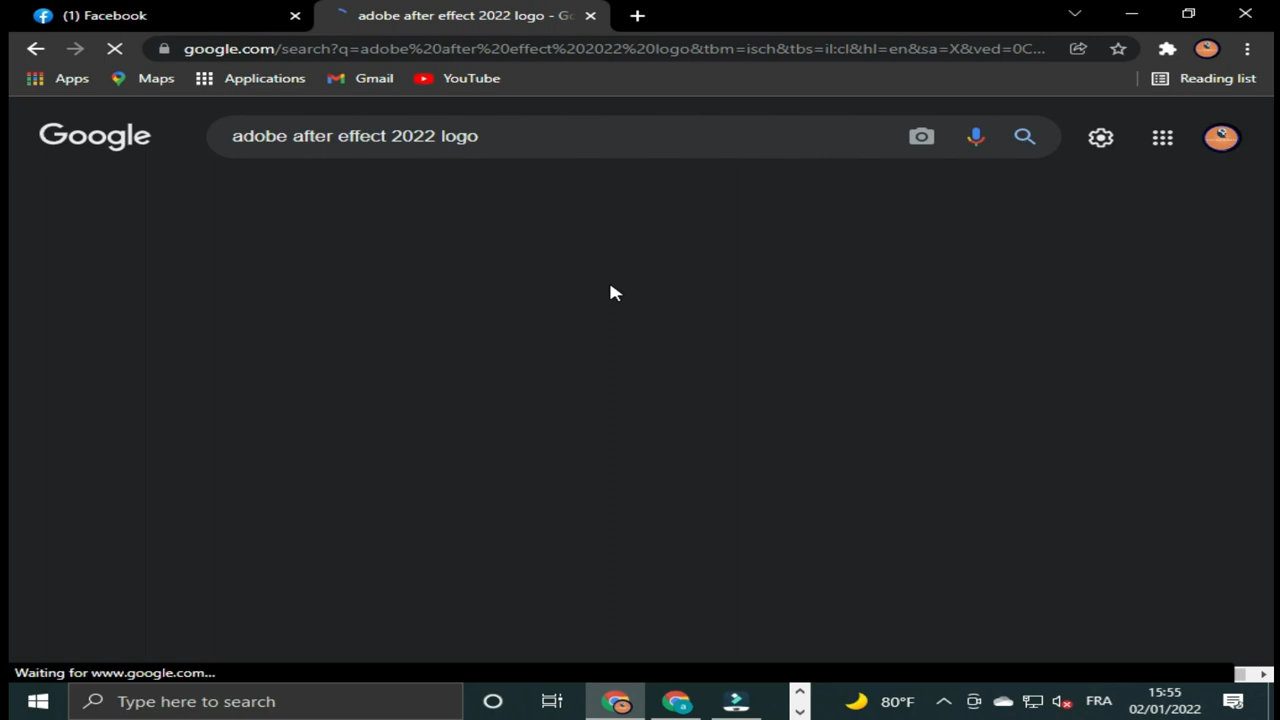 (1) Facebook
adobe after effect 2022 logo - Go
google.com/search?q=adobe%20after%20effect%202022%20logo&tbm=isch&tbs=il:cl&hl=en&sa=X&ved=0C...
Apps
Maps
Applications
Gmail
YouTube
Reading list
Google
adobe after effect 2022 logo
Waiting for www.google.com...
Type here to search
80°F
FRA
15:55
02/01/2022